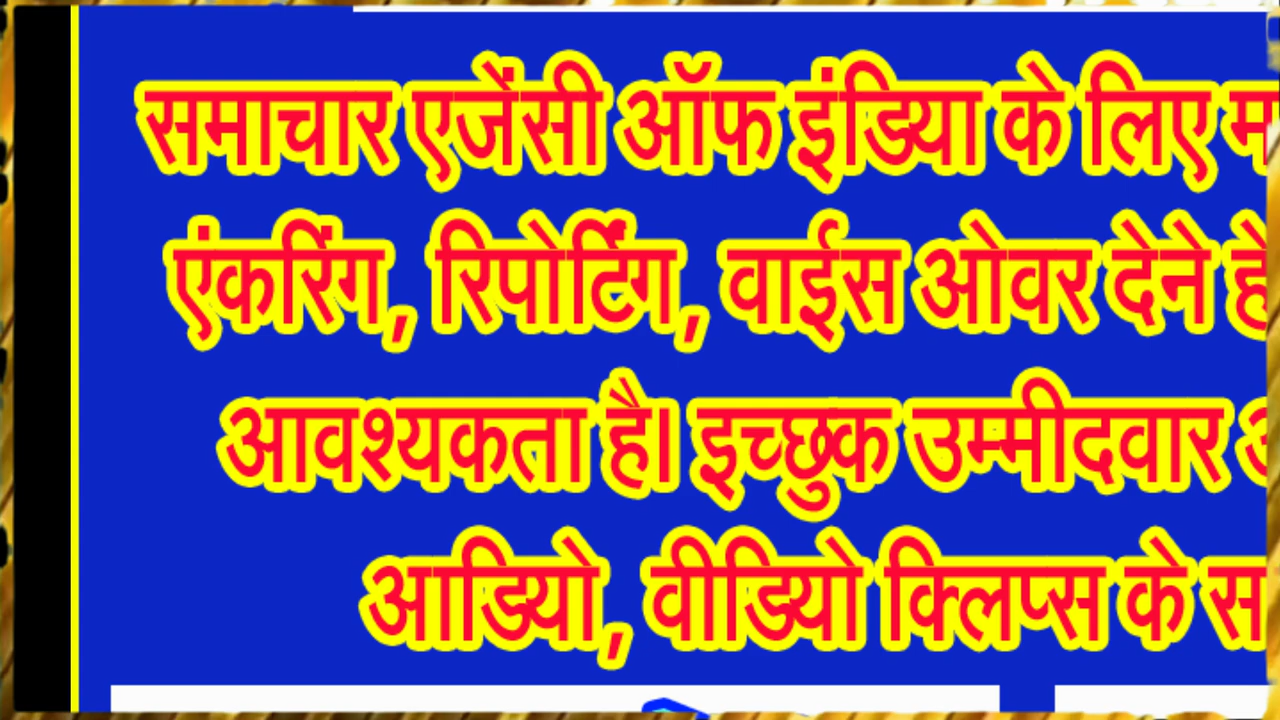 समाचार एजेंसी ऑफ इंडिया के लिए
एंकरिंग, रिपोर्टिंग, वाईस ओवर देने
आवश्यकता है। इच्छुक उम्मीदवार
आडियो, वीडियो क्लिप्स के